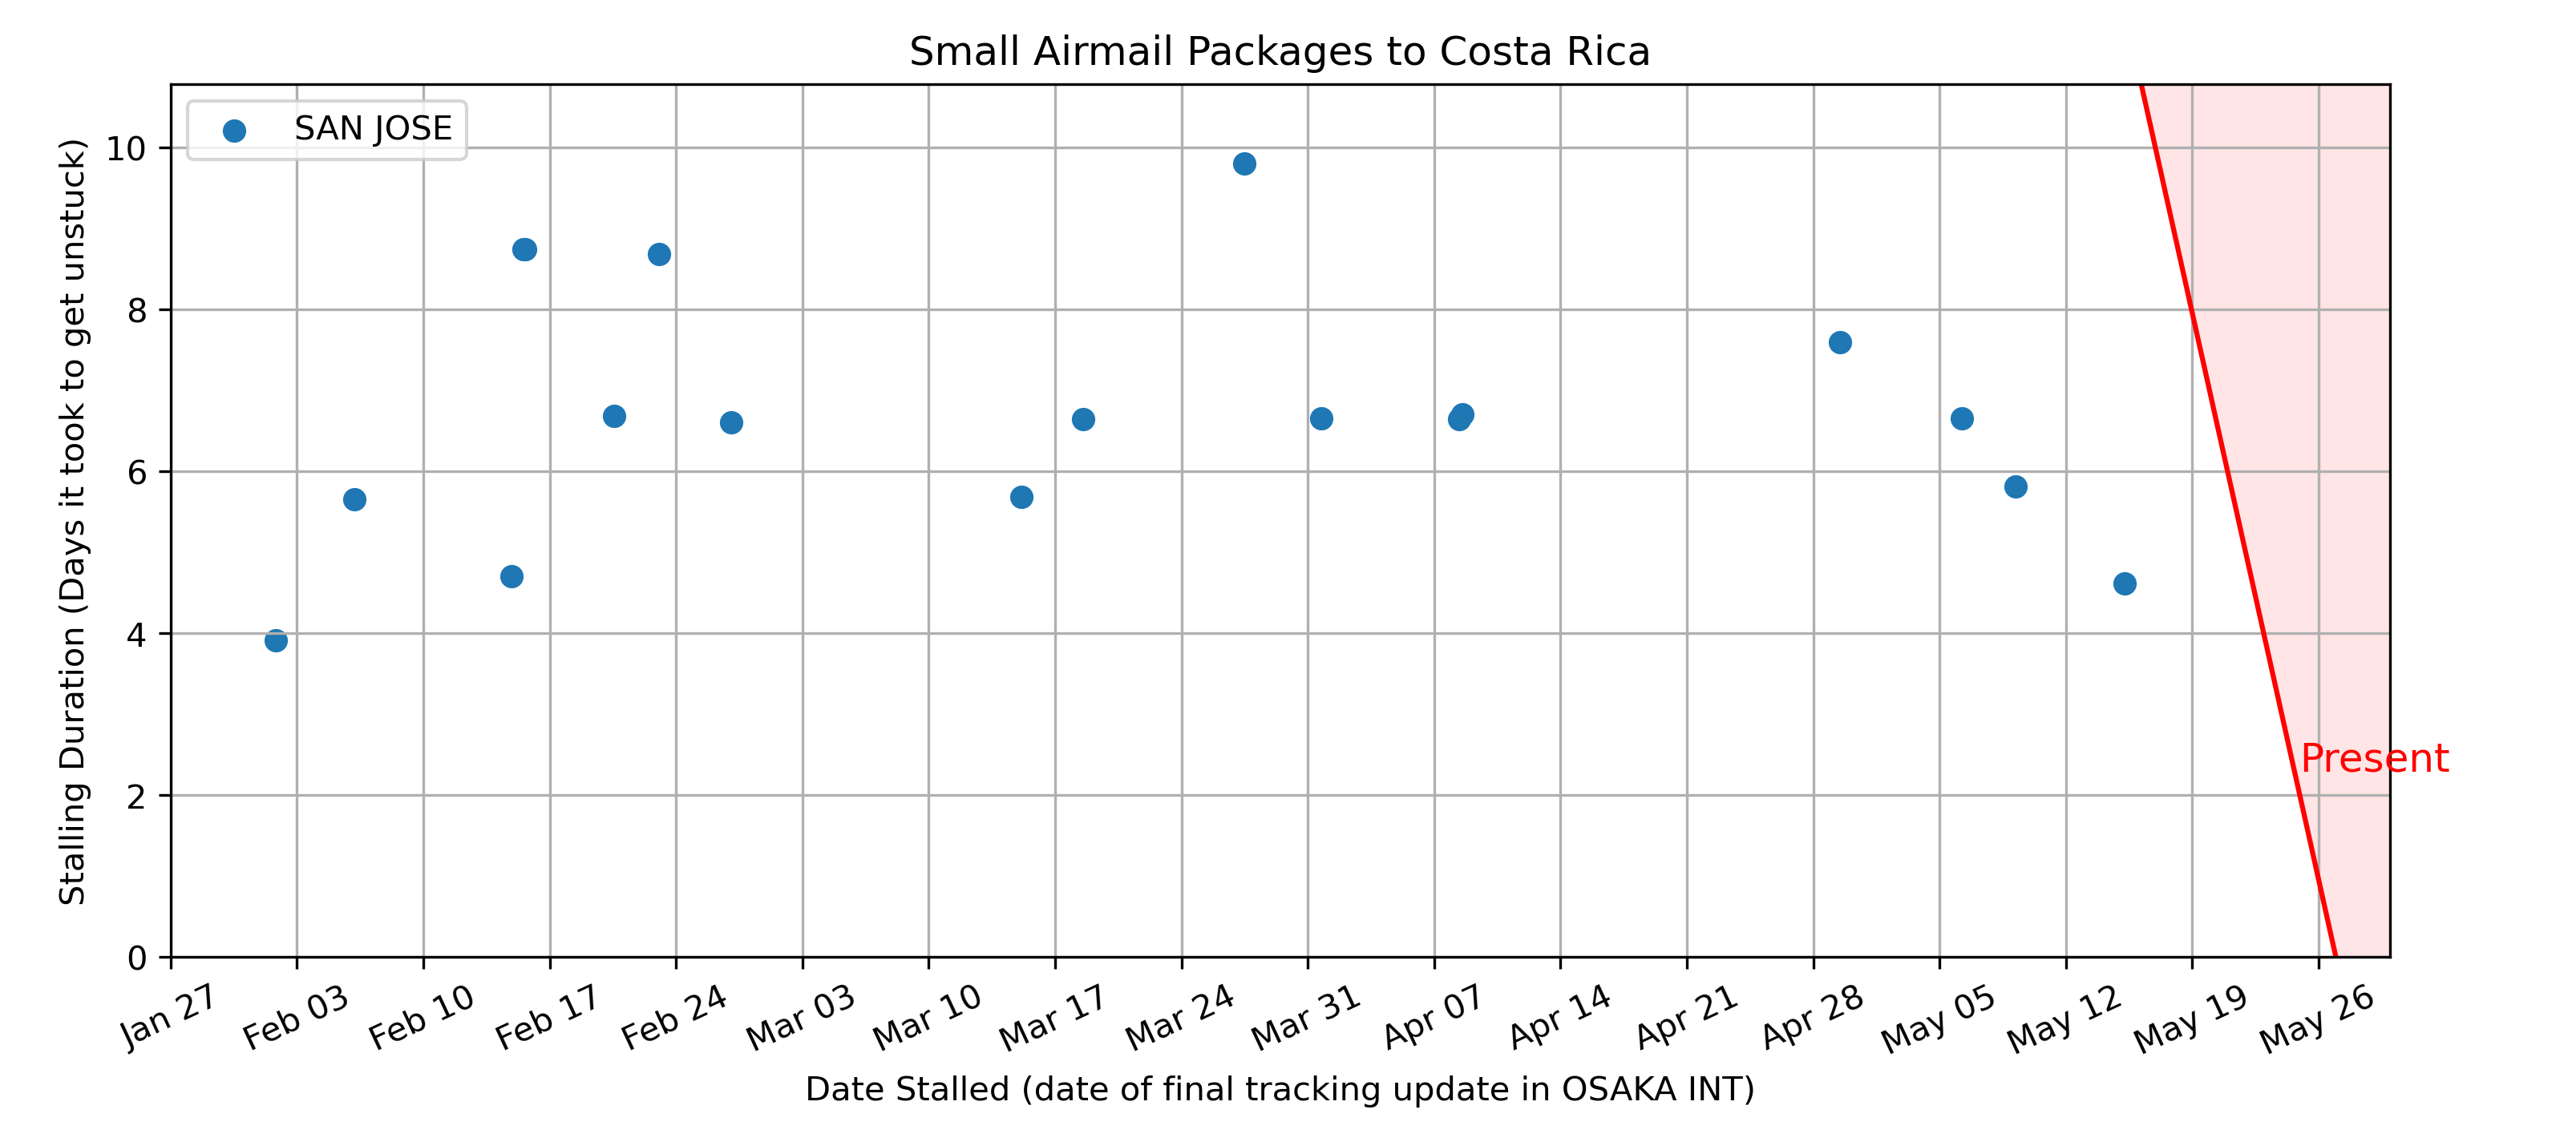 Small Airmail Packages to Costa Rica
SAN JOSE
Stalling Duration (Days it took to get unstuck)
10
8
6
4
2
0
Present
Jan 27
Feb 03
Feb 10
Feb 17
Feb 24
Mar 03
Mar 10
Mar 17
Mar 24
Mar 31
Apr 07
Apr 14
Apr 21
Apr 28
May 05
May 12
May 19
May 26
Date Stalled (date of final tracking update in OSAKA INT)